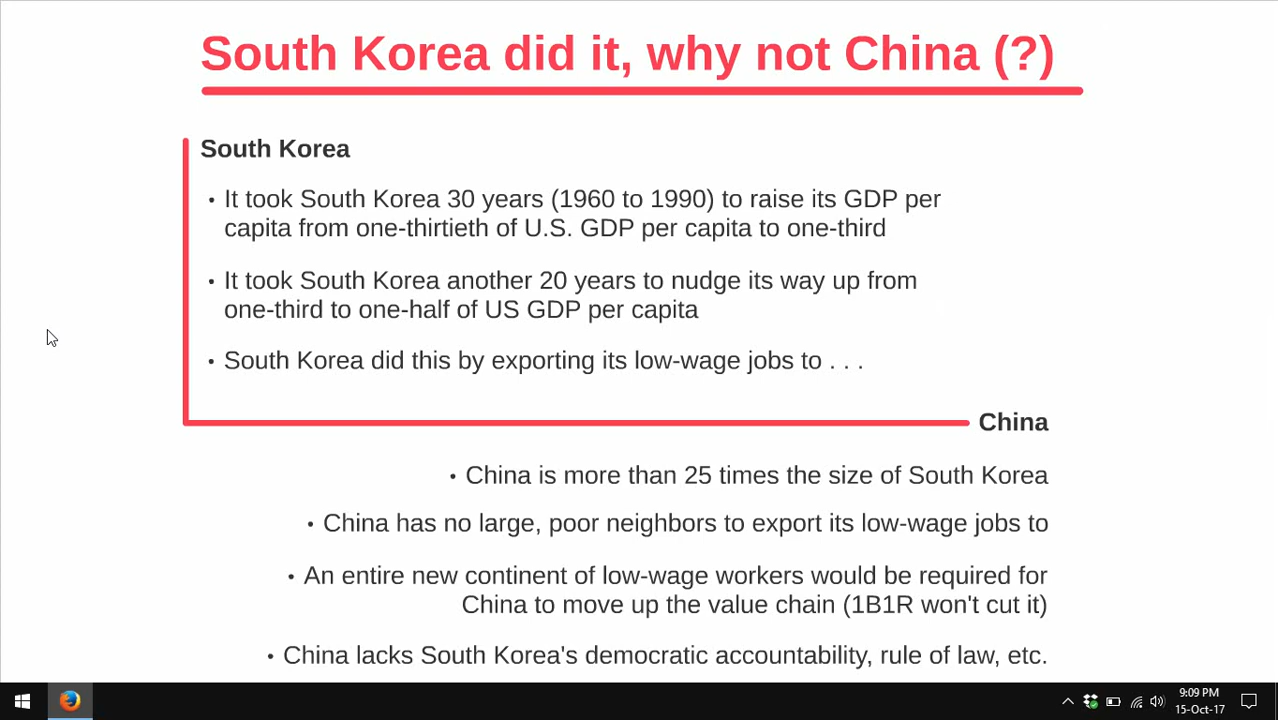 South Korea did it, why not China (?)
South Korea
• It took South Korea 30 years (1960 to 1990) to raise its GDP per
capita from one-thirtieth of U.S. GDP per capita to one-third
• It took South Korea another 20 years to nudge its way up from
one-third to one-half of US GDP per capita
• South Korea did this by exporting its low-wage jobs to . . .
China
• China is more than 25 times the size of South Korea
• China has no large, poor neighbors to export its low-wage jobs to
• An entire new continent of low-wage workers would be required for
China to move up the value chain (1B1R won't cut it)
• China lacks South Korea's democratic accountability, rule of law, etc.
9:09 PM
15-Oct-17